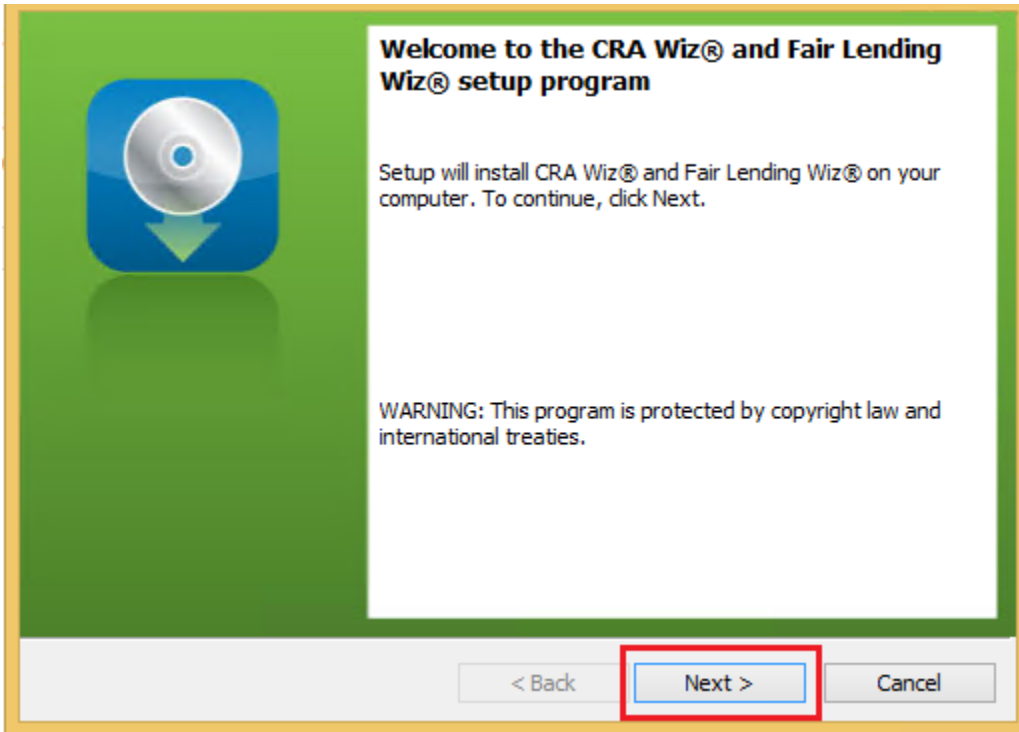 Welcome to the CRA Wiz® and Fair Lending
Wiz® setup program
Setup will install CRA Wiz® and Fair Lending Wiz® on your
computer. To continue, click Next.
WARNING: This program is protected by copyright law and
international treaties.
< Back Next > Cancel